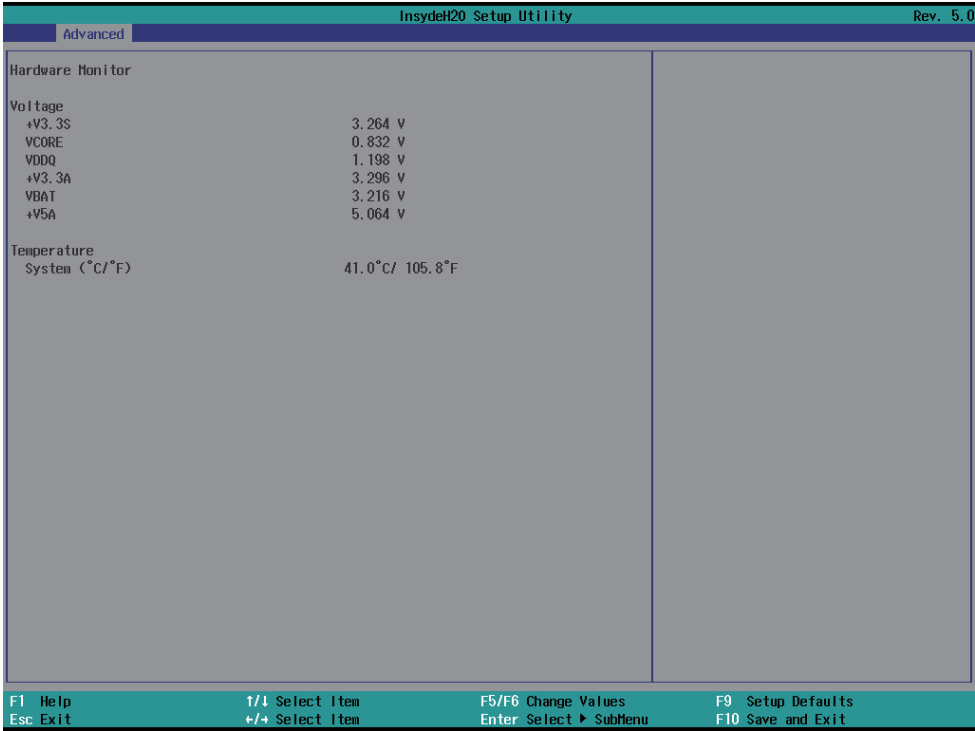 InsydeH20 Setup Utility Rev. 5.0
Advanced
Hardware Monitor
Voltage
+V3.3S 3.264 V
VCORE 0.832 V
VDDQ 1.198 V
+V3.3A 3.296 V
VBAT 3.216 V
+V5A 5.064 V
Temperature
System (°C/°F) 41.0°C/ 105.8°F
F1 Help ↑/↓ Select Item F5/F6 Change Values F9 Setup Defaults
Esc Exit ←/→ Select Item Enter Select ▶ SubMenu F10 Save and Exit